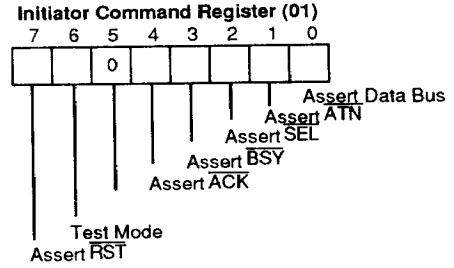 Initiator Command Register (01)
7 6 5 4 3 2 1 0
0
Assert Data Bus
Assert ATN
Assert SEL
Assert BSY
Assert ACK
Test Mode
Assert RST